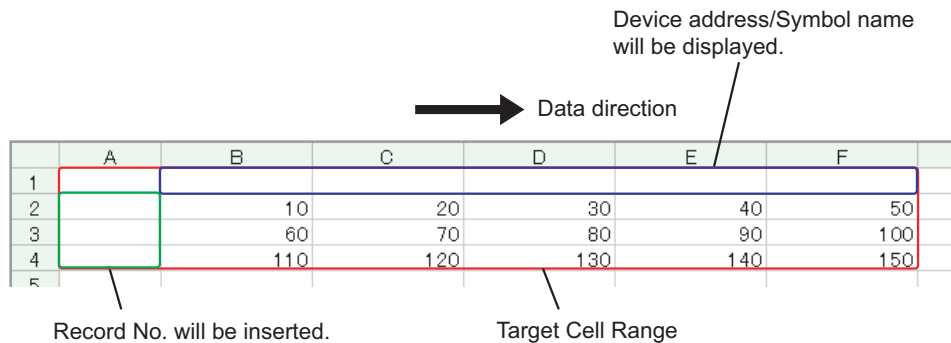 Device address/Symbol name
will be displayed.
Data direction
A B C D E F
1
2 10 20 30 40 50
3 60 70 80 90 100
4 110 120 130 140 150
5
Record No. will be inserted.
Target Cell Range